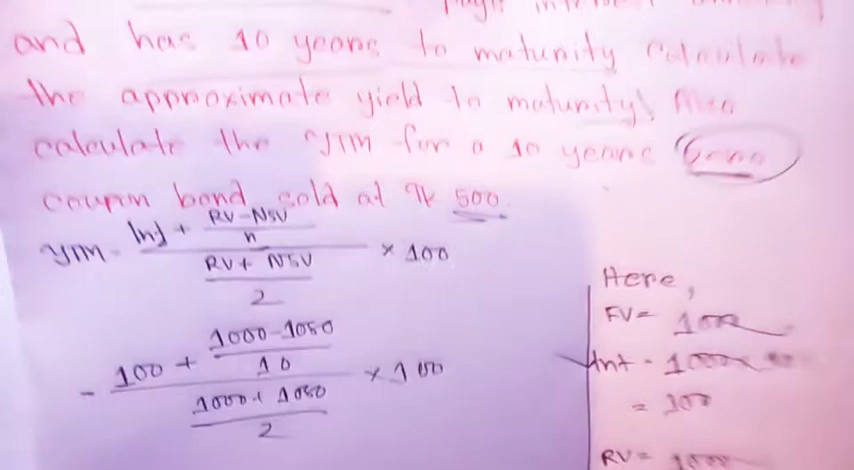 and has 10 years to maturity calculate
the approximate yield to maturity! Also
calculate the YTM for a 10 years zero
coupon bond sold at Tk 500.
YTM = Int + RV-NSV
n
RV + NSV
2
× 100
= 100 + 1000-1050
10
1000+1050
2
× 100
Here,
FV = 1000
Int = 1000×
= 100
RV = 1000